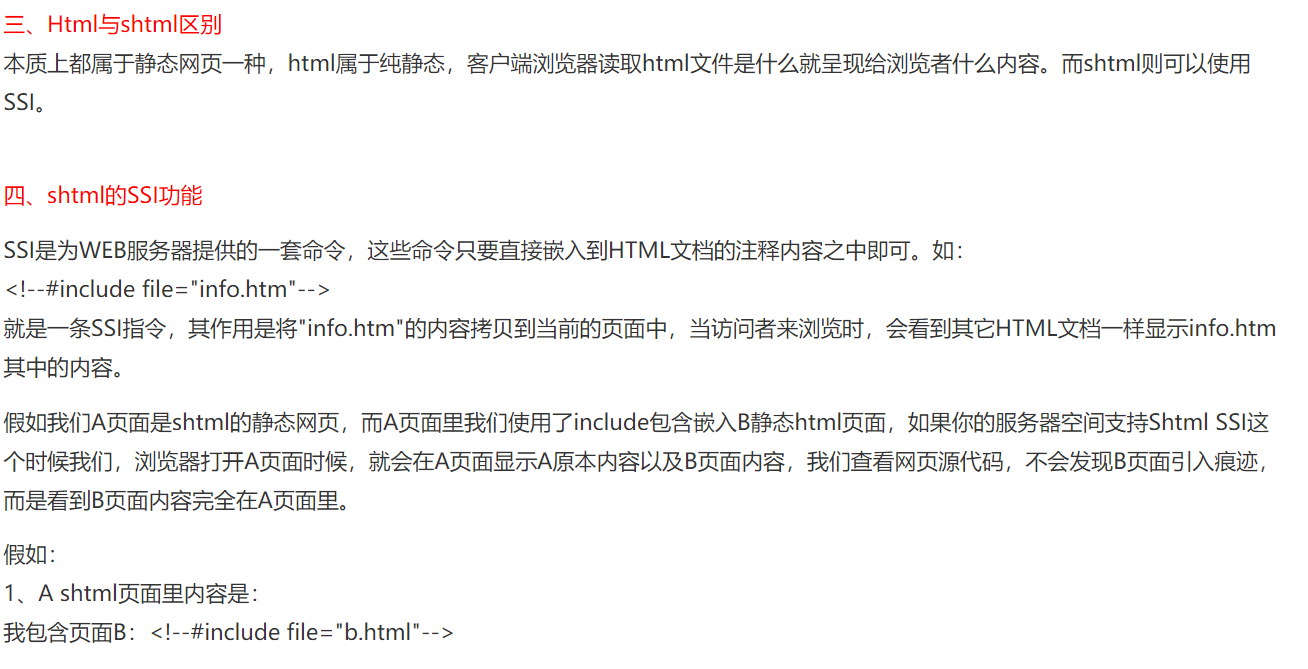 三、Html与shtml区别
本质上都属于静态网页一种，html属于纯静态，客户端浏览器读取html文件是什么就呈现给浏览者什么内容。而shtml则可以使用
SSI。
四、shtml的SSI功能
SSI是为WEB服务器提供的一套命令，这些命令只要直接嵌入到HTML文档的注释内容之中即可。如：
<!--#include file="info.htm"-->
就是一条SSI指令，其作用是将"info.htm"的内容拷贝到当前的页面中，当访问者来浏览时，会看到其它HTML文档一样显示info.htm
其中的内容。
假如我们A页面是shtml的静态网页，而A页面里我们使用了include包含嵌入B静态html页面，如果你的服务器空间支持Shtml SSI这
个时候我们，浏览器打开A页面时候，就会在A页面显示A原本内容以及B页面内容，我们查看网页源代码，不会发现B页面引入痕迹，
而是看到B页面内容完全在A页面里。
假如：
1、A shtml页面里内容是：
我包含页面B：<!--#include file="b.html"-->